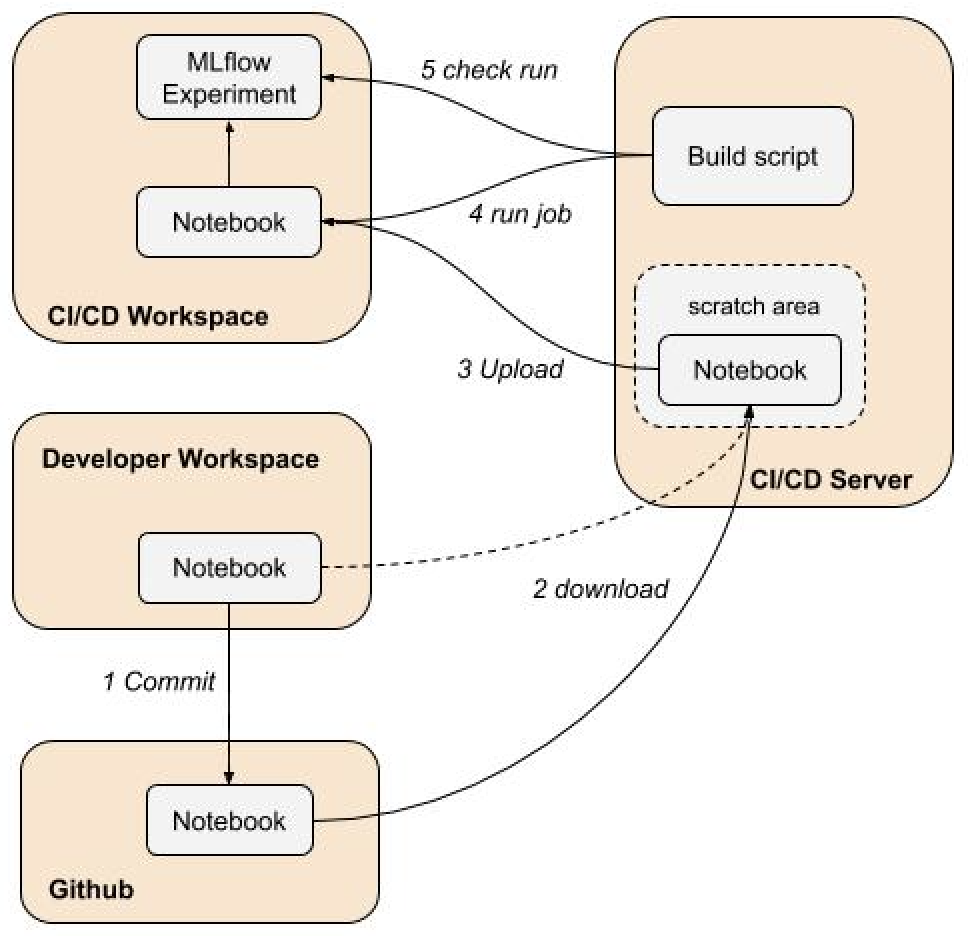 MLflow
Experiment
5 check run
Build script
Notebook
4 run job
CI/CD Workspace
scratch area
3 Upload
Notebook
Developer Workspace
CI/CD Server
Notebook
2 download
1 Commit
Notebook
Github